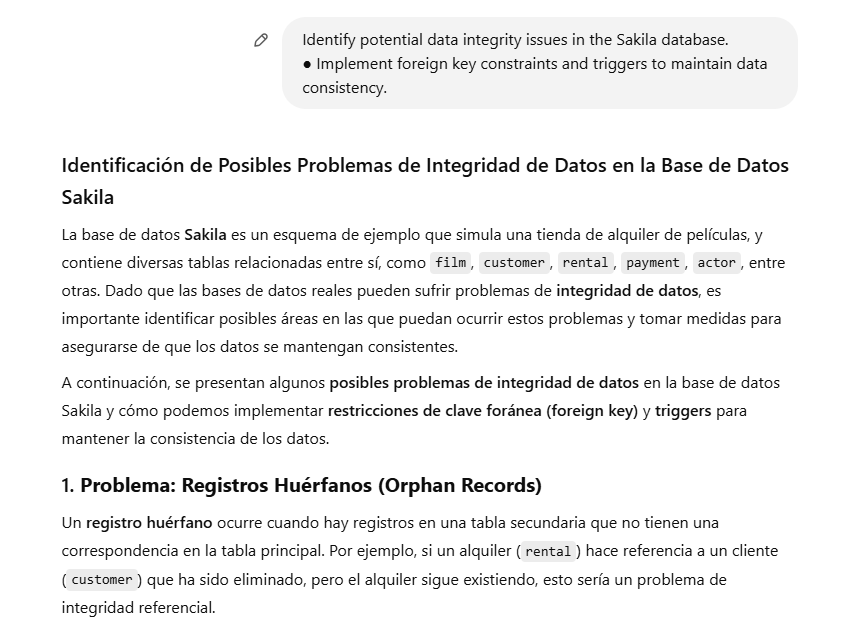 Identify potential data integrity issues in the Sakila database.
● Implement foreign key constraints and triggers to maintain data
consistency.
Identificación de Posibles Problemas de Integridad de Datos en la Base de Datos
Sakila
La base de datos Sakila es un esquema de ejemplo que simula una tienda de alquiler de películas, y
contiene diversas tablas relacionadas entre sí, como film, customer, rental, payment, actor, entre
otras. Dado que las bases de datos reales pueden sufrir problemas de integridad de datos, es
importante identificar posibles áreas en las que puedan ocurrir estos problemas y tomar medidas para
asegurarse de que los datos se mantengan consistentes.
A continuación, se presentan algunos posibles problemas de integridad de datos en la base de datos
Sakila y cómo podemos implementar restricciones de clave foránea (foreign key) y triggers para
mantener la consistencia de los datos.
1. Problema: Registros Huérfanos (Orphan Records)
Un registro huérfano ocurre cuando hay registros en una tabla secundaria que no tienen una
correspondencia en la tabla principal. Por ejemplo, si un alquiler (rental) hace referencia a un cliente
(customer) que ha sido eliminado, pero el alquiler sigue existiendo, esto sería un problema de
integridad referencial.